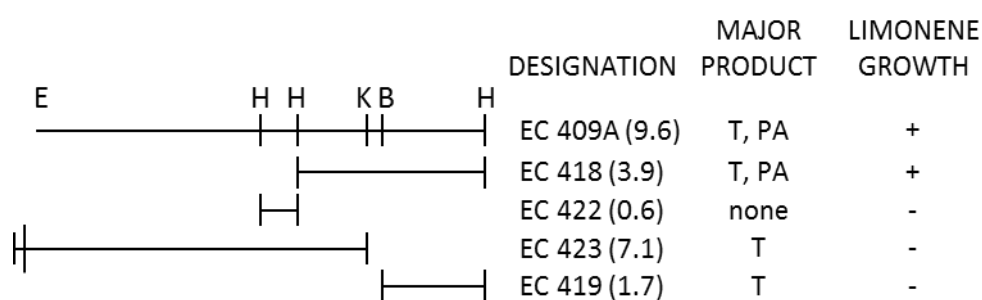 MAJOR LIMONENE
DESIGNATION PRODUCT GROWTH
E H H K B H
EC 409A (9.6) T, PA +
EC 418 (3.9) T, PA +
EC 422 (0.6) none -
EC 423 (7.1) T -
EC 419 (1.7) T -